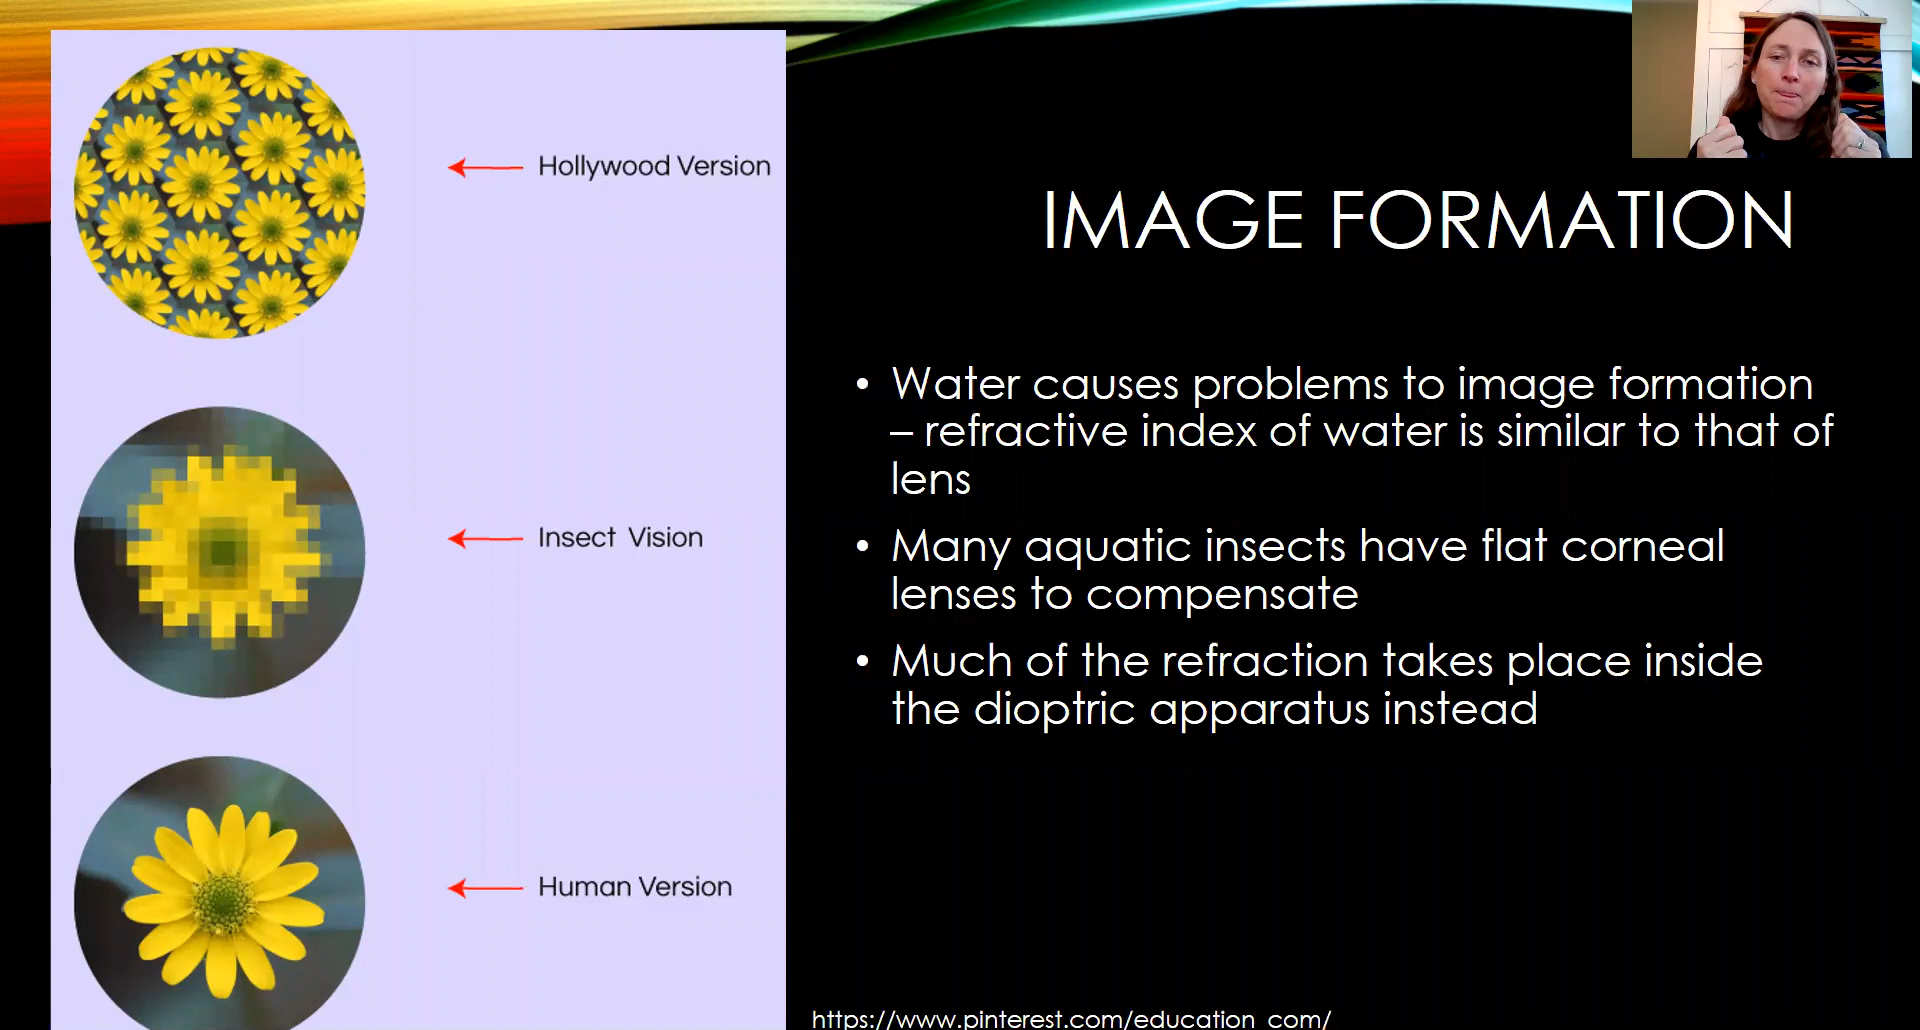 Hollywood Version
Insect Vision
Human Version
IMAGE FORMATION
• Water causes problems to image formation
– refractive index of water is similar to that of
lens
• Many aquatic insects have flat corneal
lenses to compensate
• Much of the refraction takes place inside
the dioptric apparatus instead
https://www.pinterest.com/education_com/